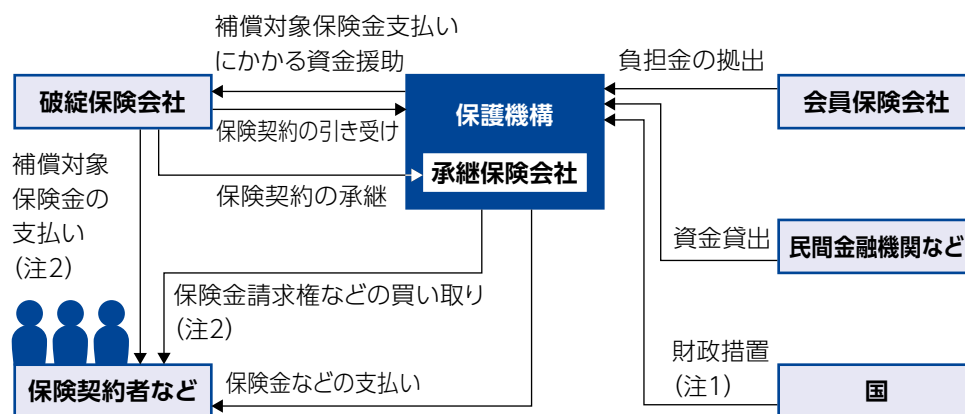 補償対象保険金支払い
にかかる資金援助
負担金の拠出
破綻保険会社
保護機構
会員保険会社
保険契約の引き受け
承継保険会社
補償対象
保険金の
支払い
(注2)
保険契約の承継
資金貸出
民間金融機関など
保険金請求権などの買い取り
(注2)
財政措置
(注1)
保険契約者など
保険金などの支払い
国